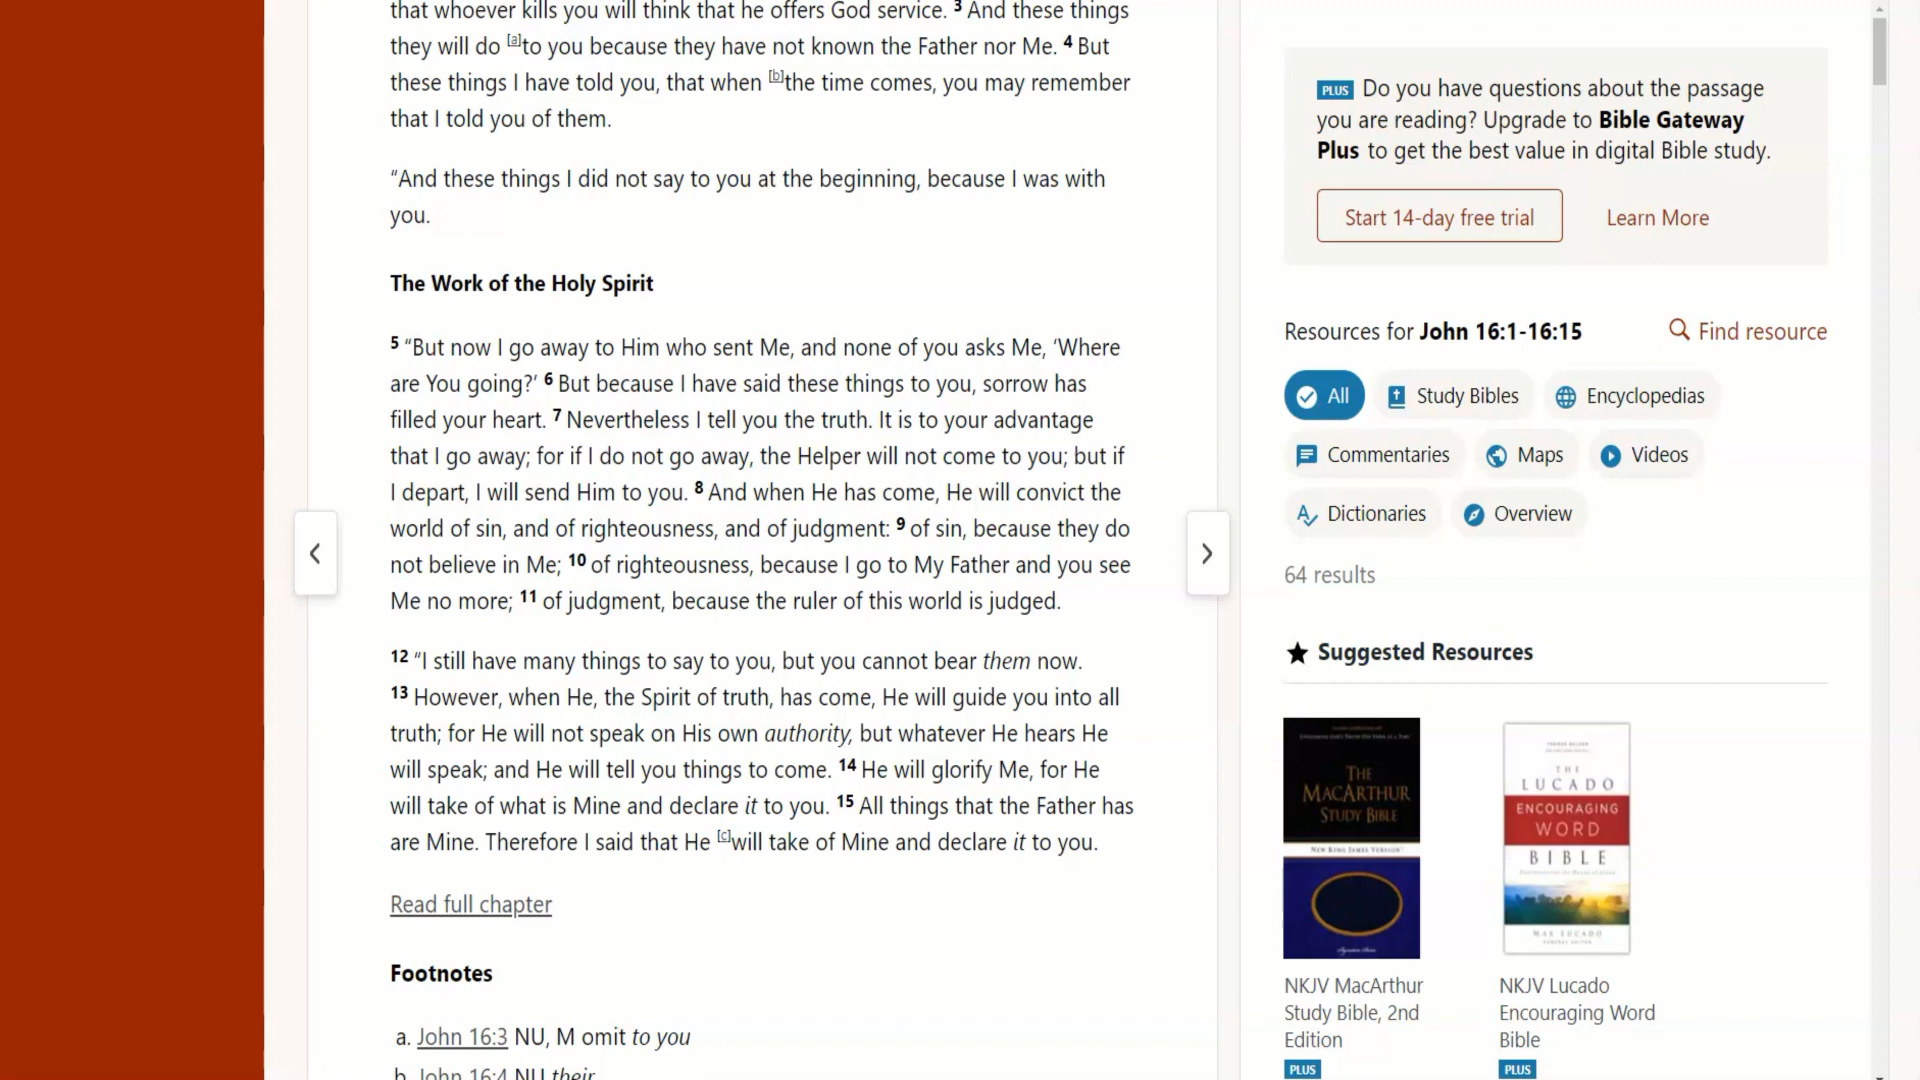 that whoever kills you will think that he offers God service. 3 And these things
they will do [a]to you because they have not known the Father nor Me. 4 But
these things I have told you, that when [b]the time comes, you may remember
that I told you of them.
“And these things I did not say to you at the beginning, because I was with
you.
The Work of the Holy Spirit
5 “But now I go away to Him who sent Me, and none of you asks Me, ‘Where
are You going?’ 6 But because I have said these things to you, sorrow has
filled your heart. 7 Nevertheless I tell you the truth. It is to your advantage
that I go away; for if I do not go away, the Helper will not come to you; but if
I depart, I will send Him to you. 8 And when He has come, He will convict the
world of sin, and of righteousness, and of judgment: 9 of sin, because they do
not believe in Me; 10 of righteousness, because I go to My Father and you see
Me no more; 11 of judgment, because the ruler of this world is judged.
12 “I still have many things to say to you, but you cannot bear them now.
13 However, when He, the Spirit of truth, has come, He will guide you into all
truth; for He will not speak on His own authority, but whatever He hears He
will speak; and He will tell you things to come. 14 He will glorify Me, for He
will take of what is Mine and declare it to you. 15 All things that the Father has
are Mine. Therefore I said that He [c]will take of Mine and declare it to you.
Read full chapter
Footnotes
a. John 16:3 NU, M omit to you
b. John 16:4 NU their
PLUS Do you have questions about the passage
you are reading? Upgrade to Bible Gateway
Plus to get the best value in digital Bible study.
Start 14-day free trial Learn More
Resources for John 16:1-16:15 Find resource
All Study Bibles Encyclopedias
Commentaries Maps Videos
Dictionaries Overview
64 results
Suggested Resources
THE
MACARTHUR
STUDY BIBLE
NEW KING JAMES VERSION
THE
LUCADO
ENCOURAGING
WORD
BIBLE
MAX LUCADO
NKJV MacArthur
Study Bible, 2nd
Edition
PLUS
NKJV Lucado
Encouraging Word
Bible
PLUS